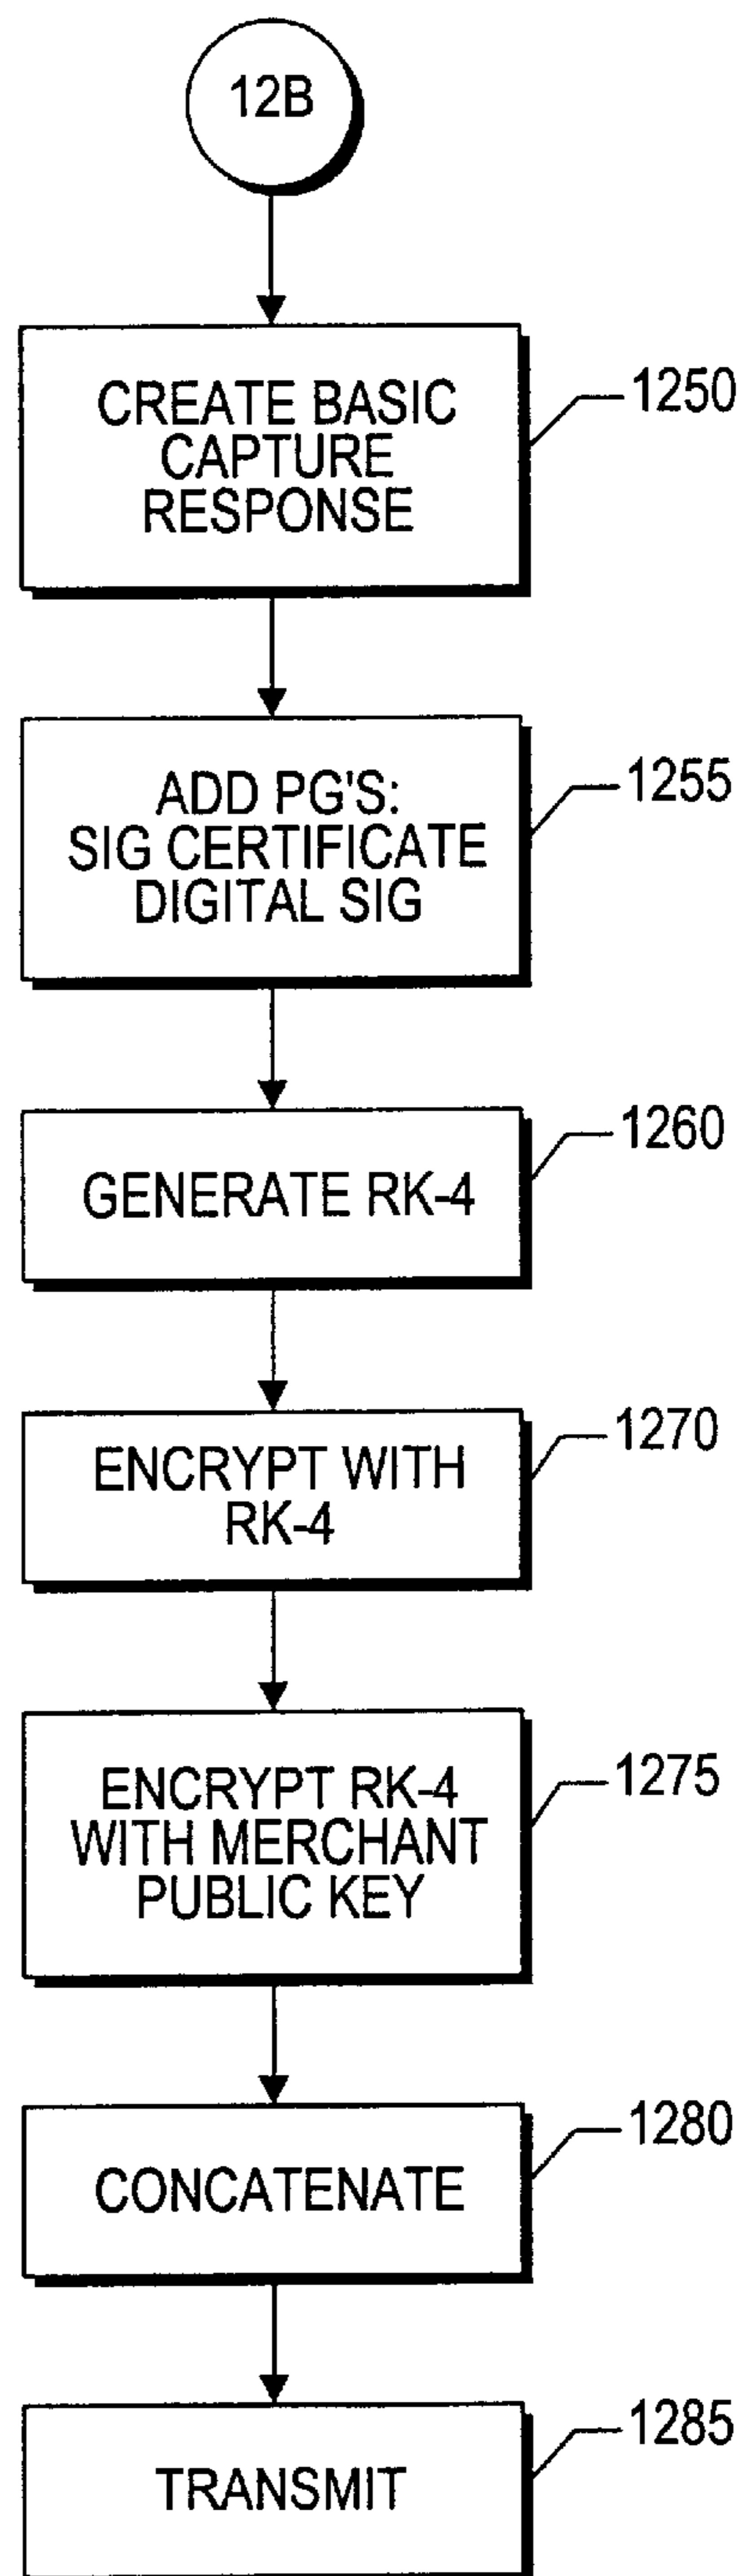 12B
CREATE BASIC
CAPTURE
RESPONSE
1250
ADD PG'S:
SIG CERTIFICATE
DIGITAL SIG
1255
GENERATE RK-4
1260
ENCRYPT WITH
RK-4
1270
ENCRYPT RK-4
WITH MERCHANT
PUBLIC KEY
1275
CONCATENATE
1280
TRANSMIT
1285